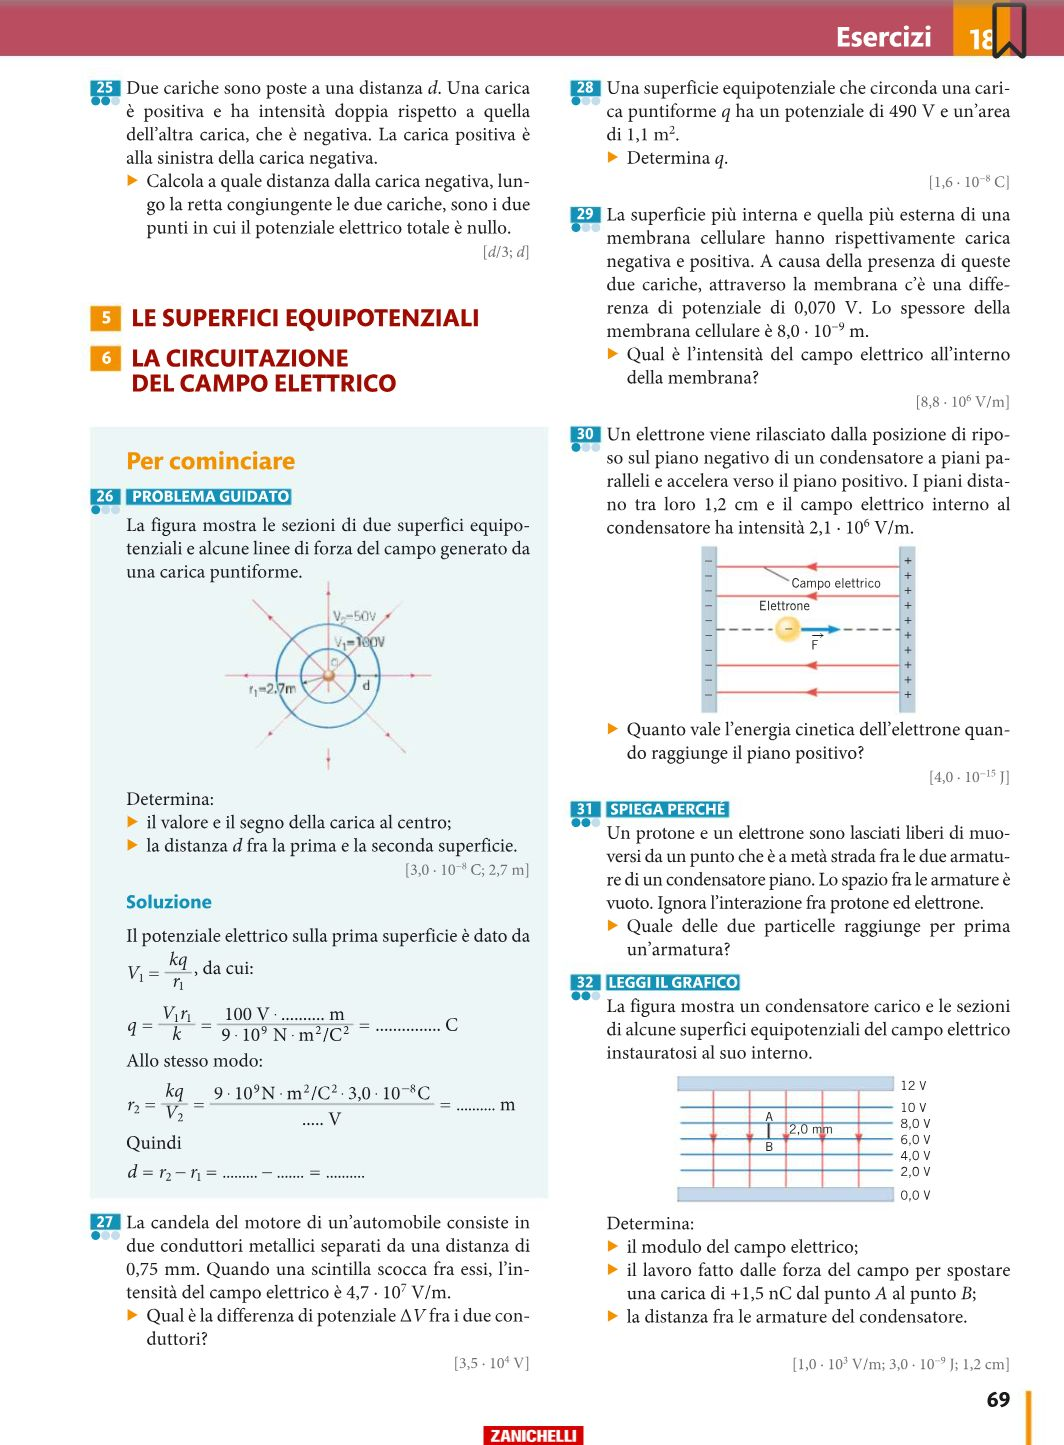 Esercizi 18
25 Due cariche sono poste a una distanza d. Una carica
è positiva e ha intensità doppia rispetto a quella
dell'altra carica, che è negativa. La carica positiva è
alla sinistra della carica negativa.
Calcola a quale distanza dalla carica negativa, lun-
go la retta congiungente le due cariche, sono i due
punti in cui il potenziale elettrico totale è nullo.
[d/3; d]
5 LE SUPERFICI EQUIPOTENZIALI
6 LA CIRCUITAZIONE
DEL CAMPO ELETTRICO
Per cominciare
26 PROBLEMA GUIDATO
La figura mostra le sezioni di due superfici equipo-
tenziali e alcune linee di forza del campo generato da
una carica puntiforme.
V₂=50V
V₁=100V
q
r₁=2,7m
d
Determina:
il valore e il segno della carica al centro;
la distanza d fra la prima e la seconda superficie.
[3,0 · 10⁻⁸ C; 2,7 m]
Soluzione
Il potenziale elettrico sulla prima superficie è dato da
V₁ = kq / r₁, da cui:
q = V₁r₁ / k = 100 V · .......... m / 9 · 10⁹ N · m²/C² = ............... C
Allo stesso modo:
r₂ = kq / V₂ = 9 · 10⁹ N · m²/C² · 3,0 · 10⁻⁸ C / ..... V = ......... m
Quindi
d = r₂ − r₁ = ......... − ....... = ..........
27 La candela del motore di un'automobile consiste in
due conduttori metallici separati da una distanza di
0,75 mm. Quando una scintilla scocca fra essi, l'in-
tensità del campo elettrico è 4,7 · 10⁷ V/m.
Qual è la differenza di potenziale ΔV fra i due con-
duttori?
[3,5 · 10⁴ V]
28 Una superficie equipotenziale che circonda una cari-
ca puntiforme q ha un potenziale di 490 V e un'area
di 1,1 m².
Determina q.
[1,6 · 10⁻⁸ C]
29 La superficie più interna e quella più esterna di una
membrana cellulare hanno rispettivamente carica
negativa e positiva. A causa della presenza di queste
due cariche, attraverso la membrana c'è una diffe-
renza di potenziale di 0,070 V. Lo spessore della
membrana cellulare è 8,0 · 10⁻⁹ m.
Qual è l'intensità del campo elettrico all'interno
della membrana?
[8,8 · 10⁶ V/m]
30 Un elettrone viene rilasciato dalla posizione di ripo-
so sul piano negativo di un condensatore a piani pa-
ralleli e accelera verso il piano positivo. I piani dista-
no tra loro 1,2 cm e il campo elettrico interno al
condensatore ha intensità 2,1 · 10⁶ V/m.
Campo elettrico
Elettrone
F
Quanto vale l'energia cinetica dell'elettrone quan-
do raggiunge il piano positivo?
[4,0 · 10⁻¹⁵ J]
31 SPIEGA PERCHÉ
Un protone e un elettrone sono lasciati liberi di muo-
versi da un punto che è a metà strada fra le due armatu-
re di un condensatore piano. Lo spazio fra le armature è
vuoto. Ignora l'interazione fra protone ed elettrone.
Quale delle due particelle raggiunge per prima
un'armatura?
32 LEGGI IL GRAFICO
La figura mostra un condensatore carico e le sezioni
di alcune superfici equipotenziali del campo elettrico
instauratosi al suo interno.
12 V
10 V
A
8,0 V
2,0 mm
6,0 V
B
4,0 V
2,0 V
0,0 V
Determina:
il modulo del campo elettrico;
il lavoro fatto dalle forza del campo per spostare
una carica di +1,5 nC dal punto A al punto B;
la distanza fra le armature del condensatore.
[1,0 · 10³ V/m; 3,0 · 10⁻⁹ J; 1,2 cm]
69
ZANICHELLI